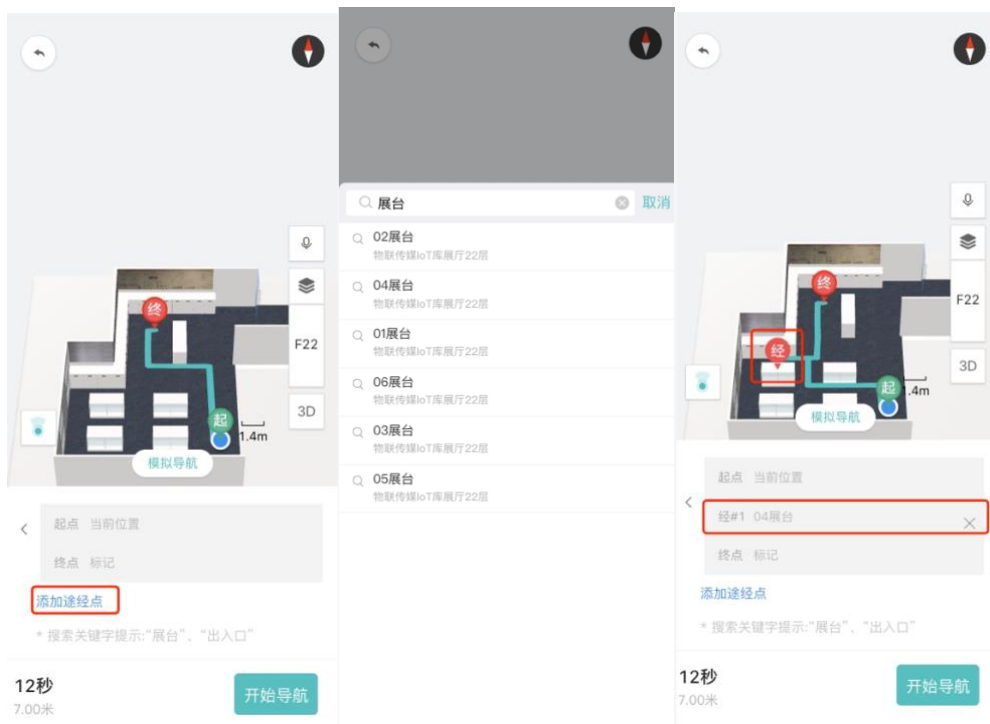 终
F22
3D
起
1.4m
模拟导航
起点 当前位置
终点 标记
添加途经点
* 搜索关键字提示:“展台”、“出入口”
12秒
7.00米
开始导航
展台
取消
02展台
物联传媒IoT库展厅22层
04展台
物联传媒IoT库展厅22层
01展台
物联传媒IoT库展厅22层
06展台
物联传媒IoT库展厅22层
03展台
物联传媒IoT库展厅22层
05展台
物联传媒IoT库展厅22层
终
F22
经
3D
起
1.4m
模拟导航
起点 当前位置
经#1 04展台
终点 标记
添加途经点
* 搜索关键字提示:“展台”、“出入口”
12秒
7.00米
开始导航